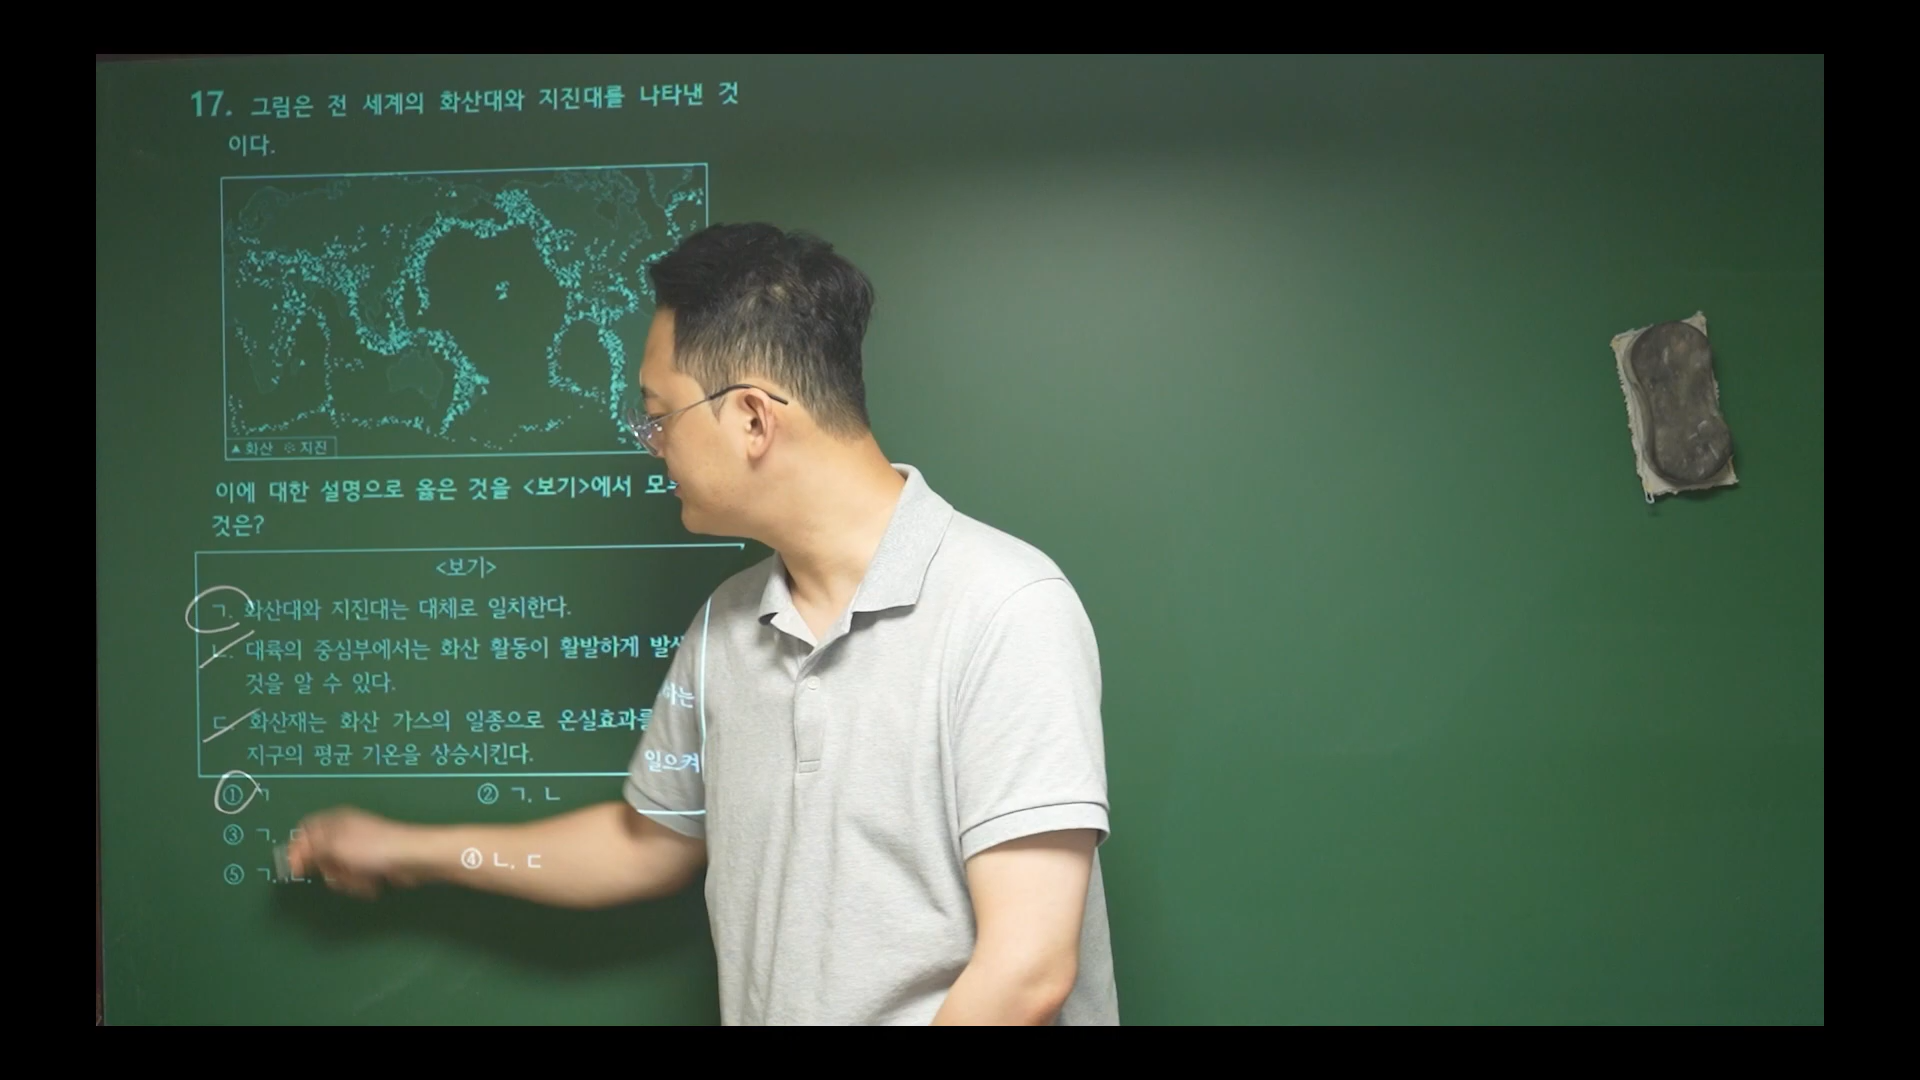 17. 그림은 전 세계의 화산대와 지진대를 나타낸 것
이다.
▲ 화산 지진
이에 대한 설명으로 옳은 것을 <보기>에서
것은?
<보기>
ㄱ. 화산대와 지진대는 대체로 일치한다.
ㄴ. 대륙의 중심부에서는 화산 활동이 활발하게 하는
것을 알 수 있다.
ㄷ. 화산재는 화산 가스의 일종으로 온실효과를 일으켜
지구의 평균 기온을 상승시킨다.
① ㄱ ② ㄱ, ㄴ
③ ㄱ, ㄷ ④ ㄴ, ㄷ
⑤ ㄱ, ㄴ,